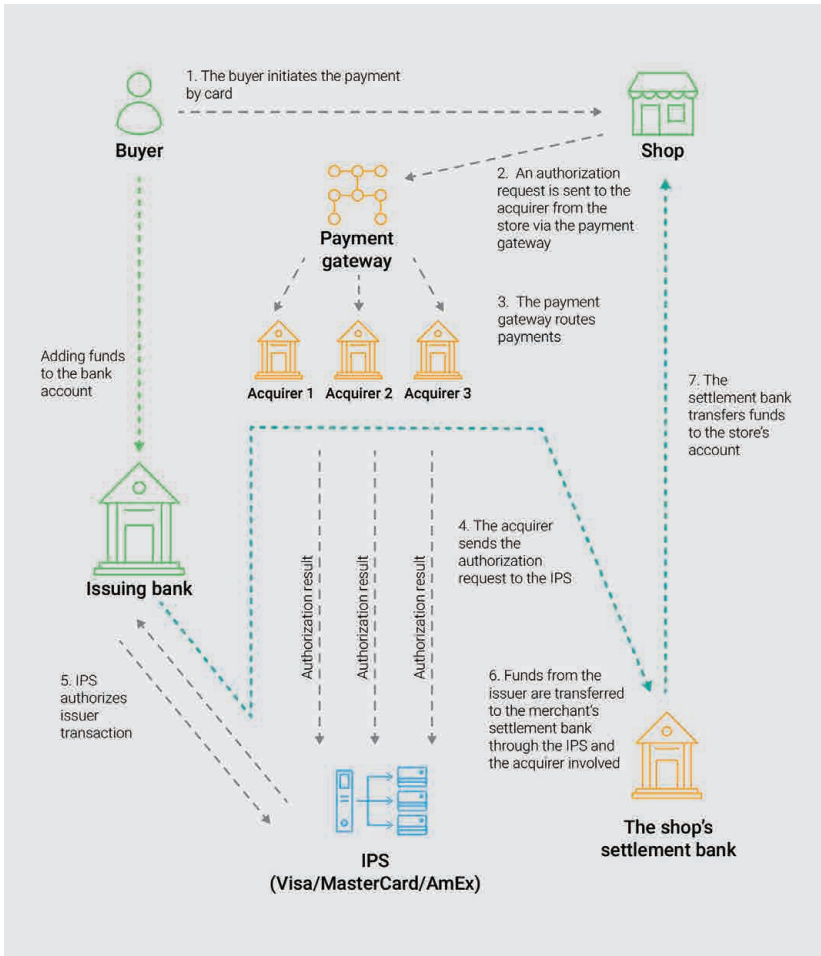 1. The buyer initiates the payment
by card
Buyer
Shop
2. An authorization
request is sent to the
acquirer from the
store via the payment
gateway
Payment
gateway
3. The payment
gateway routes
payments
Acquirer 1
Acquirer 2
Acquirer 3
Adding funds
to the bank
account
7. The
settlement bank
transfers funds
to the store's
account
Issuing bank
4. The acquirer
sends the
authorization
request to the IPS
Authorization result
Authorization result
Authorization result
5. IPS
authorizes
issuer
transaction
6. Funds from the
issuer are transferred
to the merchant's
settlement bank
through the IPS and
the acquirer involved
IPS
(Visa/MasterCard/AmEx)
The shop's
settlement bank